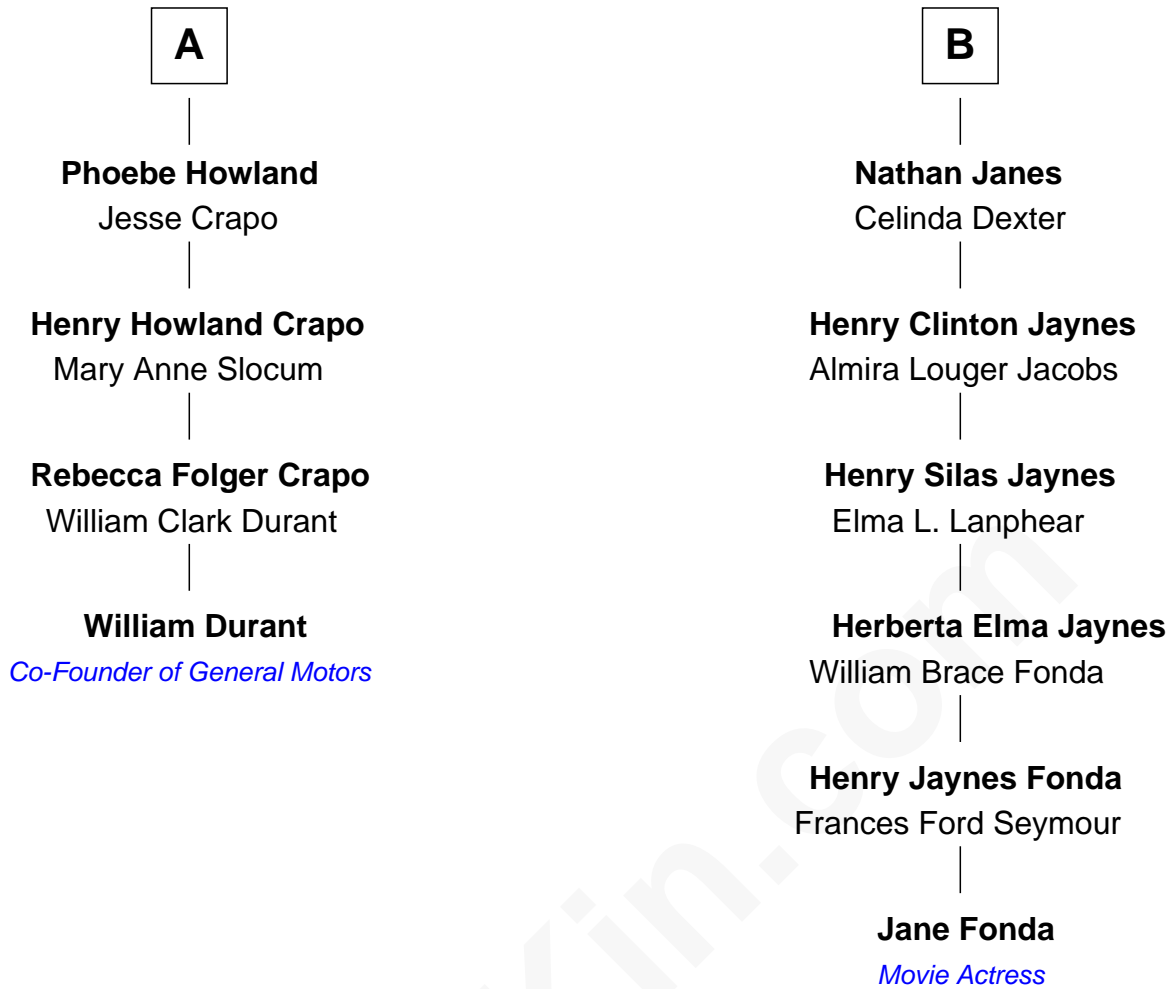 A
Phoebe Howland
Jesse Crapo
Henry Howland Crapo
Mary Anne Slocum
Rebecca Folger Crapo
William Clark Durant
William Durant
Co-Founder of General Motors
B
Nathan Janes
Celinda Dexter
Henry Clinton Jaynes
Almira Louger Jacobs
Henry Silas Jaynes
Elma L. Lanphear
Herberta Elma Jaynes
William Brace Fonda
Henry Jaynes Fonda
Frances Ford Seymour
Jane Fonda
Movie Actress
Kin.com